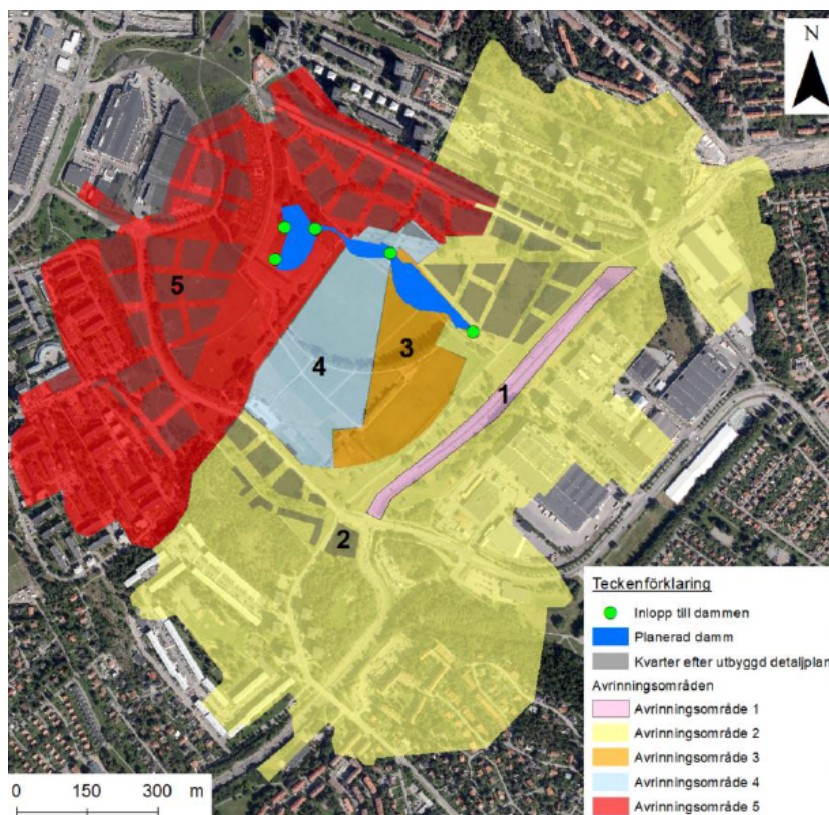 N
5
4
3
1
2
Teckenförklaring
Inlopp till dammen
Planerad damm
Kvarter efter utbyggd detaljplan
Avrinningsområden
Avrinningsområde 1
Avrinningsområde 2
Avrinningsområde 3
Avrinningsområde 4
Avrinningsområde 5
0 150 300 m